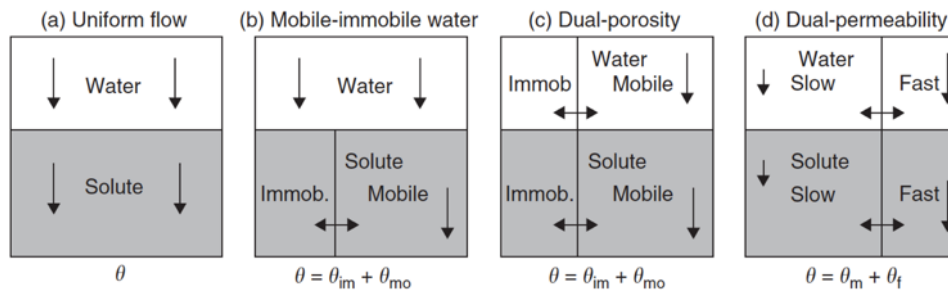 (a) Uniform flow
Water
Solute
θ
(b) Mobile-immobile water
Water
Solute
Immob. Mobile
θ = θim + θmo
(c) Dual-porosity
Water
Immob Mobile
Solute
Immob. Mobile
θ = θim + θmo
(d) Dual-permeability
Water
Slow Fast
Solute
Slow Fast
θ = θm + θf